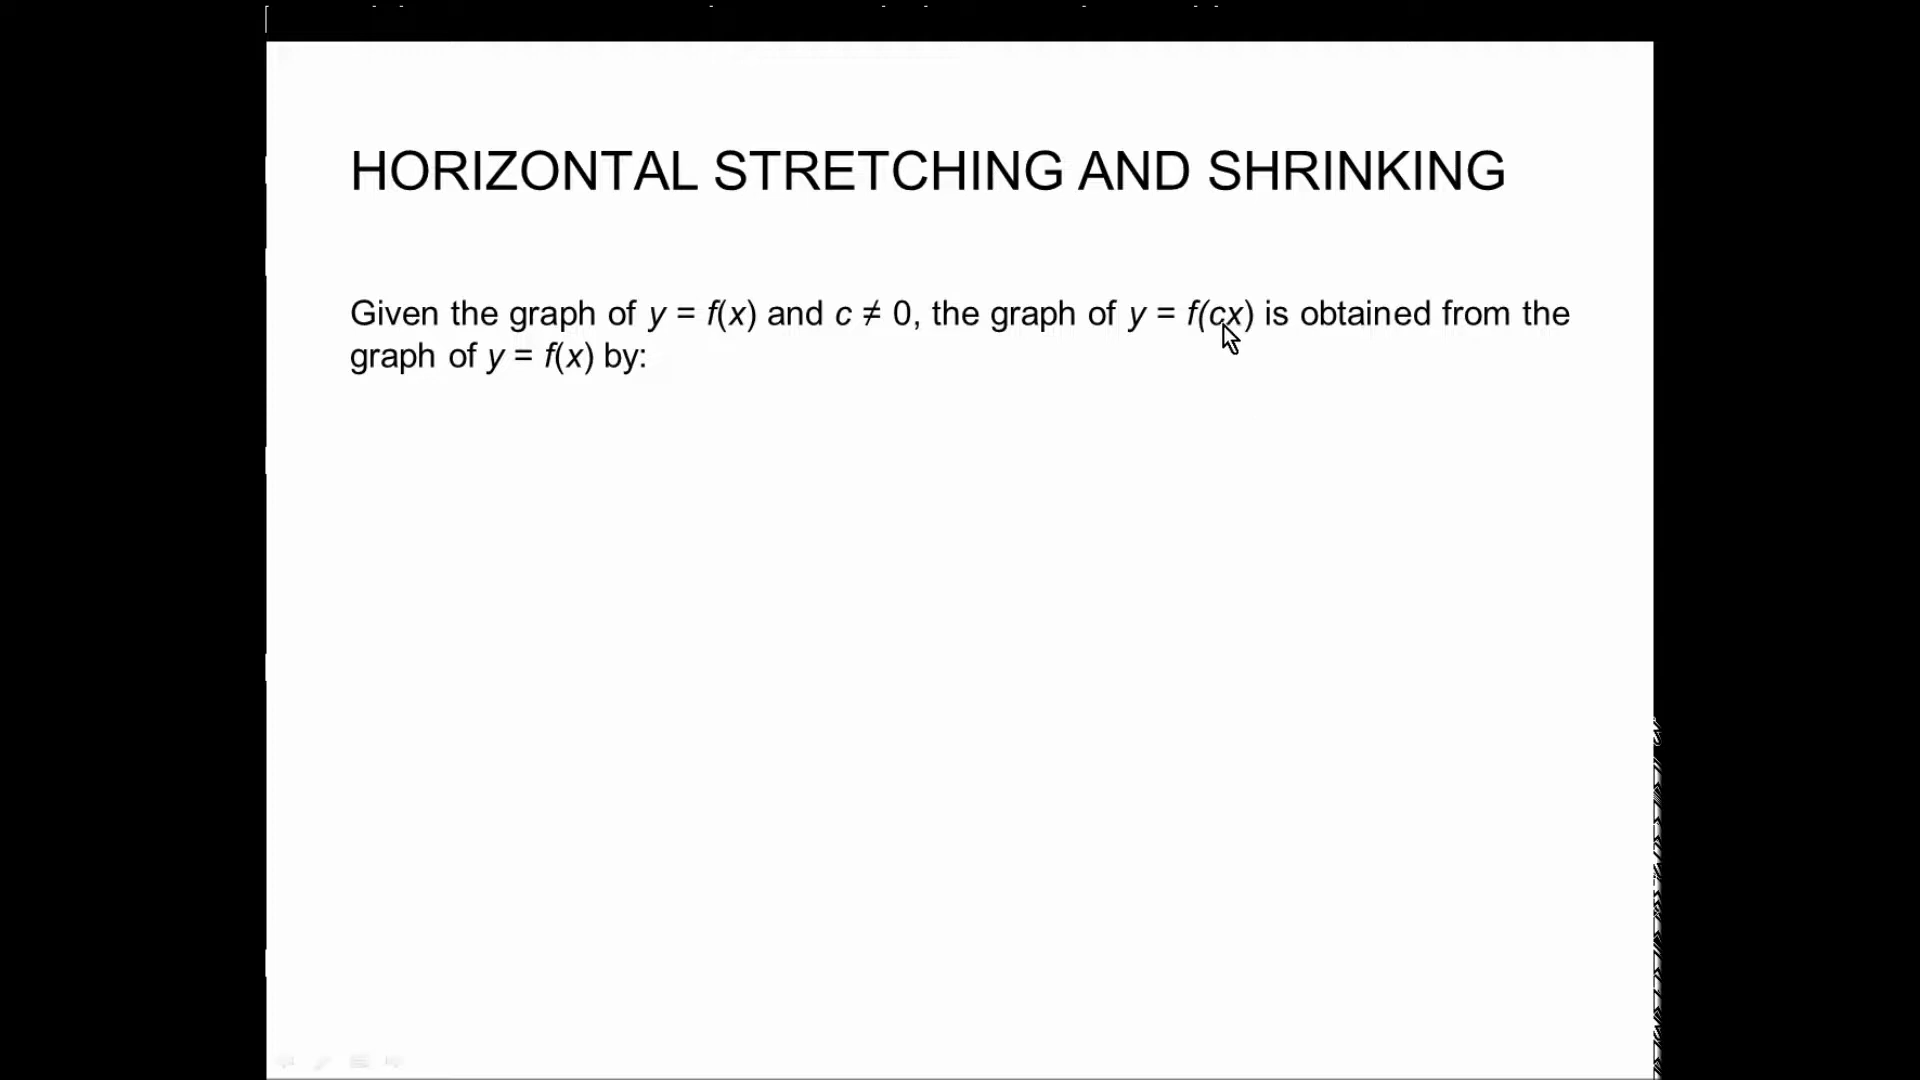 HORIZONTAL STRETCHING AND SHRINKING
Given the graph of y = f(x) and c ≠ 0, the graph of y = f(cx) is obtained from the
graph of y = f(x) by: